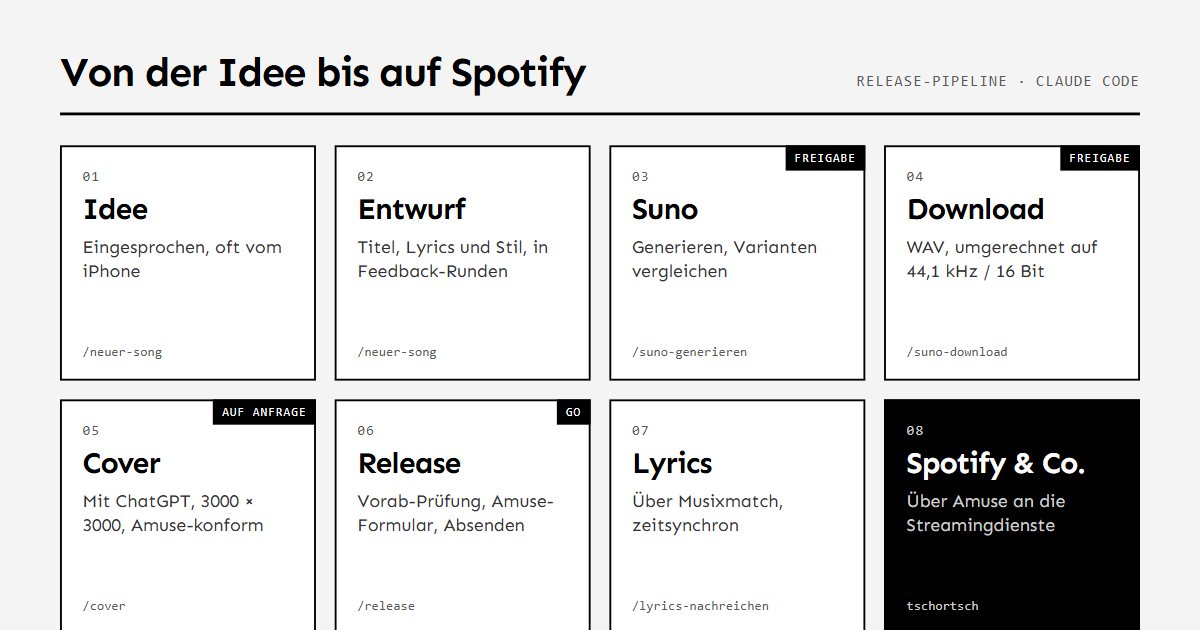 Von der Idee bis auf Spotify
RELEASE-PIPELINE · CLAUDE CODE
01
Idee
Eingesprochen, oft vom
iPhone
/neuer-song
02
Entwurf
Titel, Lyrics und Stil, in
Feedback-Runden
/neuer-song
FREIGABE
03
Suno
Generieren, Varianten
vergleichen
/suno-generieren
FREIGABE
04
Download
WAV, umgerechnet auf
44,1 kHz / 16 Bit
/suno-download
AUF ANFRAGE
05
Cover
Mit ChatGPT, 3000 ×
3000, Amuse-konform
/cover
GO
06
Release
Vorab-Prüfung, Amuse-
Formular, Absenden
/release
07
Lyrics
Über Musixmatch,
zeitsynchron
/lyrics-nachreichen
08
Spotify & Co.
Über Amuse an die
Streamingdienste
tschortsch